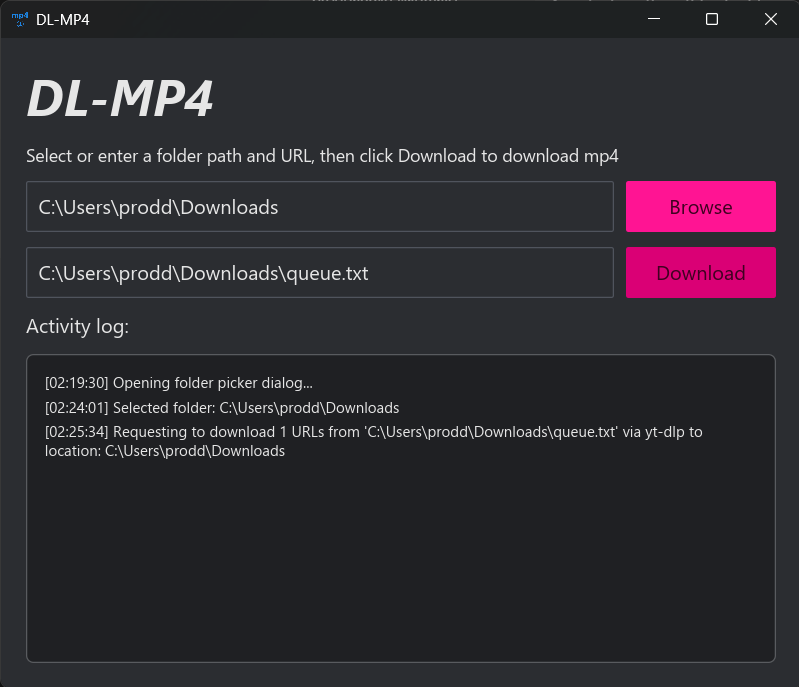 mp4
DL-MP4
DL-MP4
Select or enter a folder path and URL, then click Download to download mp4
C:\Users\prodd\Downloads
Browse
C:\Users\prodd\Downloads\queue.txt
Download
Activity log:
[02:19:30] Opening folder picker dialog...
[02:24:01] Selected folder: C:\Users\prodd\Downloads
[02:25:34] Requesting to download 1 URLs from 'C:\Users\prodd\Downloads\queue.txt' via yt-dlp to
location: C:\Users\prodd\Downloads